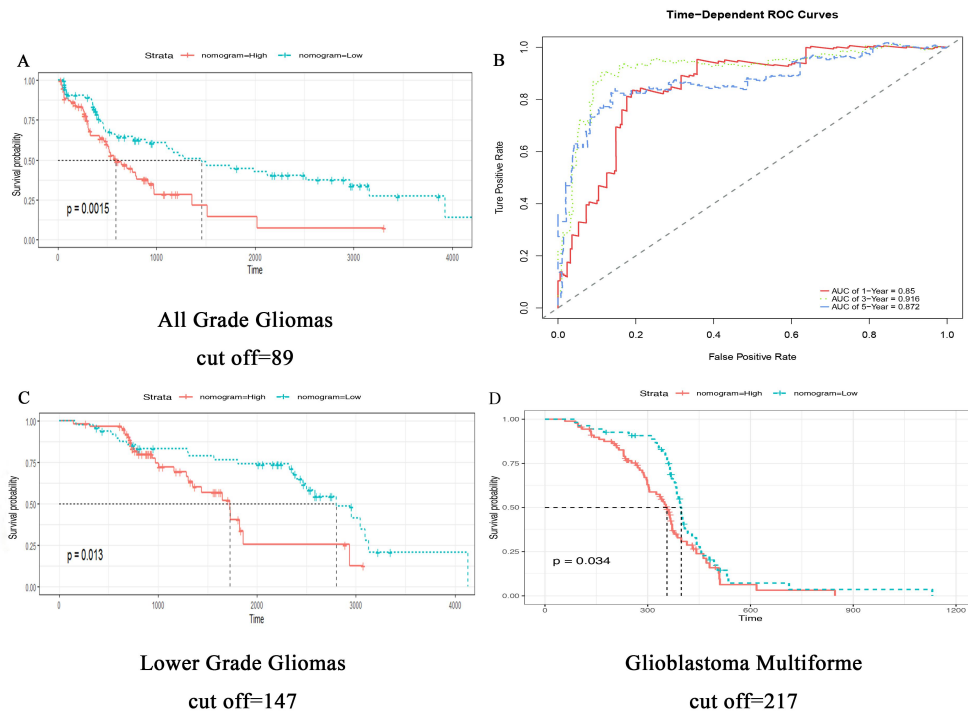 A
Strata nomogram=High nomogram=Low
1.00
0.75
0.50
0.25
0.00
Survival probability
p = 0.0015
0 1000 2000 3000 4000
Time
All Grade Gliomas
cut off=89
Time−Dependent ROC Curves
B
1.0
0.8
0.6
0.4
0.2
0.0
Ture Positive Rate
AUC of 1−Year = 0.85
AUC of 3−Year = 0.916
AUC of 5−Year = 0.872
0.0 0.2 0.4 0.6 0.8 1.0
False Positive Rate
C
Strata nomogram=High nomogram=Low
1.00
0.75
0.50
0.25
0.00
Survival probability
p = 0.013
0 1000 2000 3000 4000
Time
Lower Grade Gliomas
cut off=147
D
Strata nomogram=High nomogram=Low
1.00
0.75
0.50
0.25
0.00
Survival probability
p = 0.034
0 300 600 900 1200
Time
Glioblastoma Multiforme
cut off=217